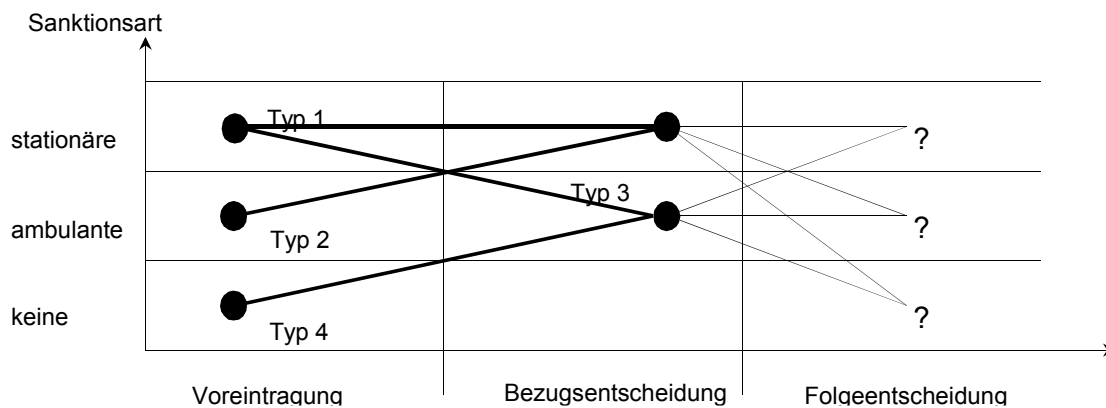 Sanktionsart
Typ 1
stationäre
?
Typ 3
ambulante
?
Typ 2
keine
?
Typ 4
Voreintragung
Bezugsentscheidung
Folgeentscheidung